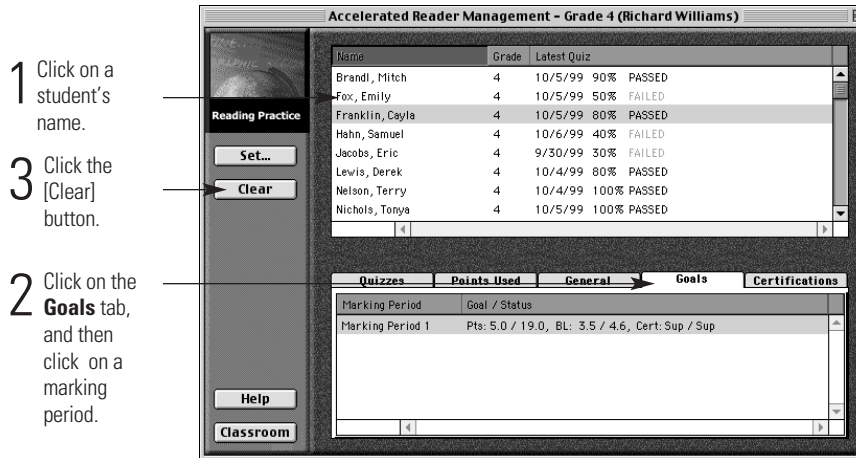 Accelerated Reader Management - Grade 4 (Richard Williams)
1 Click on a
student's
name.
3 Click the
[Clear]
button.
2 Click on the
Goals tab,
and then
click on a
marking
period.
Reading Practice
Set...
Clear
Help
Classroom
Name Grade Latest Quiz
Brandl, Mitch 4 10/5/99 90% PASSED
Fox, Emily 4 10/5/99 50% FAILED
Franklin, Cayla 4 10/5/99 80% PASSED
Hahn, Samuel 4 10/6/99 40% FAILED
Jacobs, Eric 4 9/30/99 30% FAILED
Lewis, Derek 4 10/4/99 80% PASSED
Nelson, Terry 4 10/4/99 100% PASSED
Nichols, Tonya 4 10/5/99 100% PASSED
Quizzes Points Used General Goals Certifications
Marking Period Goal / Status
Marking Period 1 Pts: 5.0 / 19.0, BL: 3.5 / 4.6, Cert: Sup / Sup